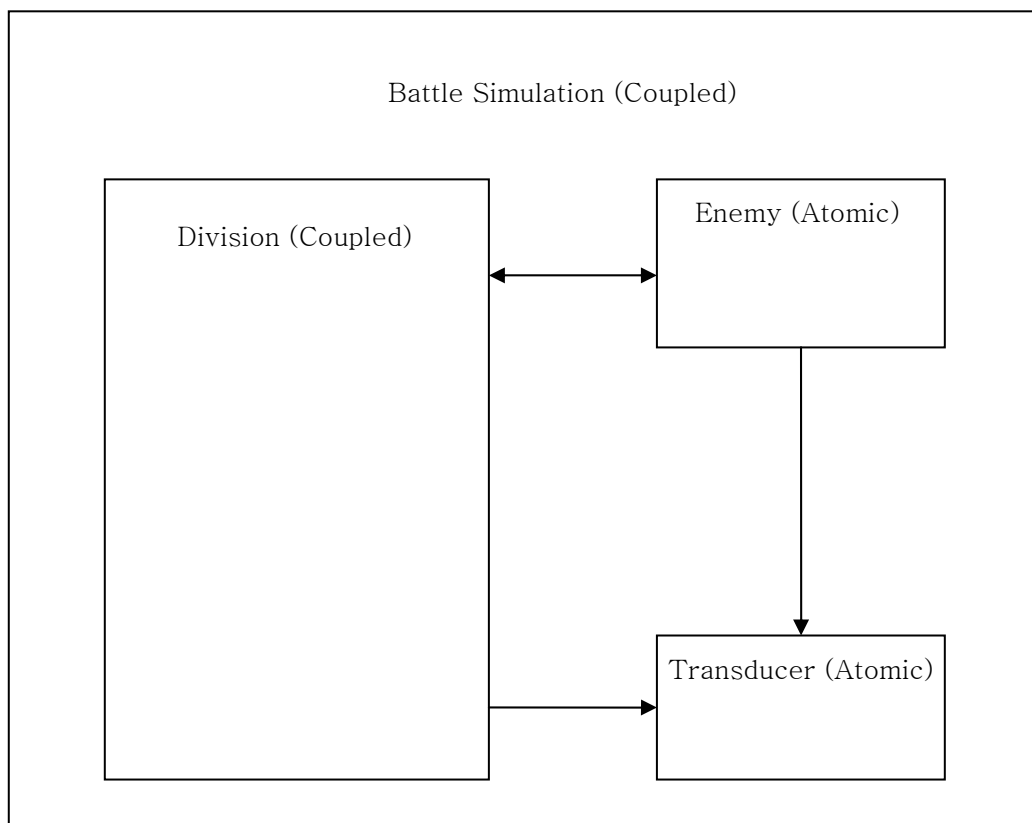 Battle Simulation (Coupled)
Division (Coupled)
Enemy (Atomic)
Transducer (Atomic)